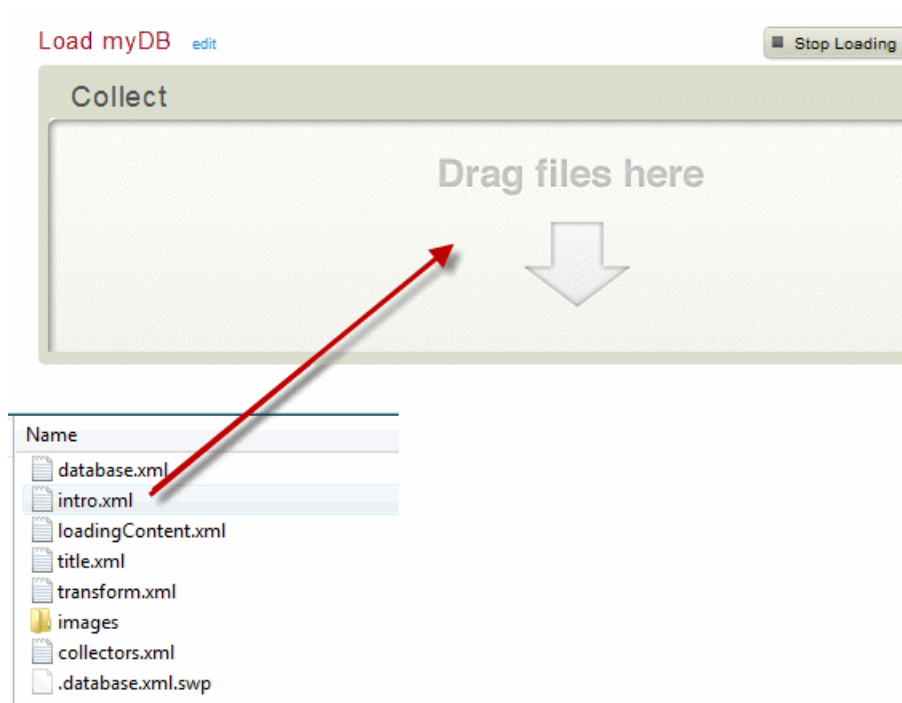 Load myDB edit
Stop Loading
Collect
Drag files here
Name
database.xml
intro.xml
loadingContent.xml
title.xml
transform.xml
images
collectors.xml
.database.xml.swp